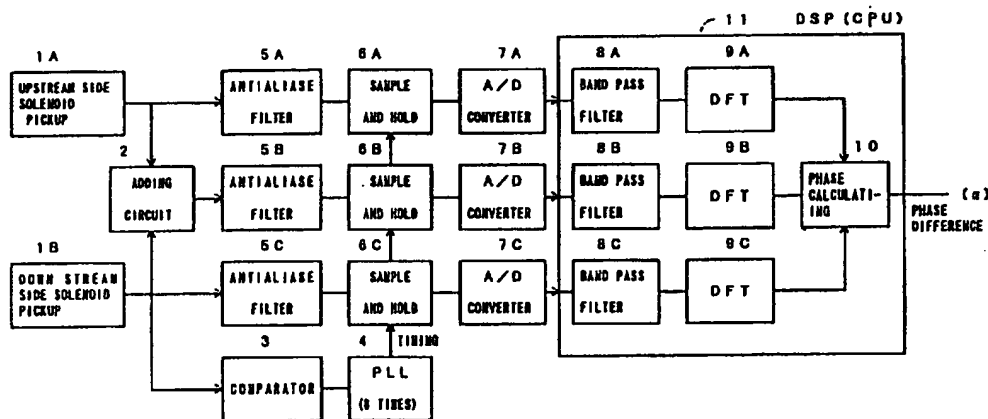 11 DSP (CPU)
1A 5A 6A 7A 8A 9A
UPSTREAM SIDE
SOLENOID
PICKUP
ANTIALIASE
FILTER
SAMPLE
AND HOLD
A/D
CONVERTER
BAND PASS
FILTER
DFT
2 5B 6B 7B 8B 9B 10
ADDING
CIRCUIT
ANTIALIASE
FILTER
SAMPLE
AND HOLD
A/D
CONVERTER
BAND PASS
FILTER
DFT
PHASE
CALCULATI-
NG
(α)
PHASE
DIFFERENCE
1B 5C 6C 7C 8C 9C
DOWN STREAM
SIDE SOLENOID
PICKUP
ANTIALIASE
FILTER
SAMPLE
AND HOLD
A/D
CONVERTER
BAND PASS
FILTER
DFT
3 4 TIMING
COMPARATOR
PLL
(8 TIMES)